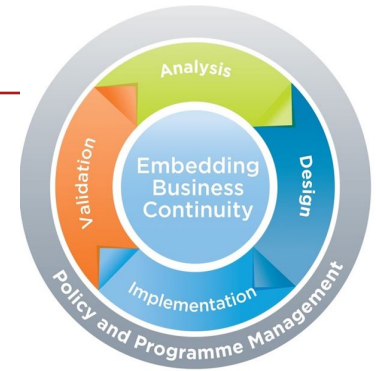 Analysis
Design
Implementation
Validation
Embedding
Business
Continuity
Policy and Programme Management